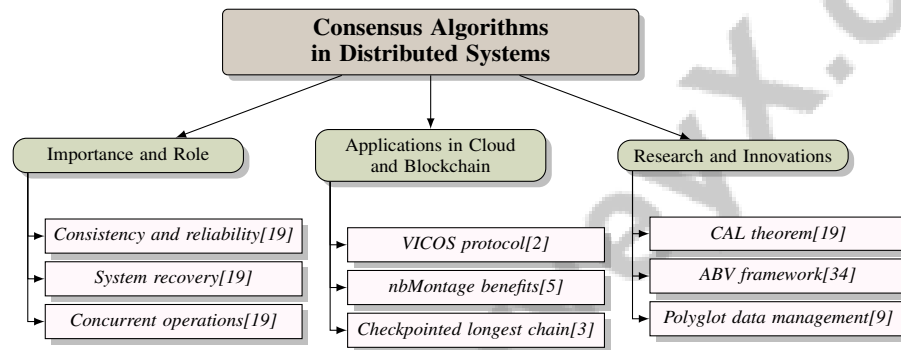 Consensus Algorithms
in Distributed Systems
Importance and Role
Consistency and reliability[19]
System recovery[19]
Concurrent operations[19]
Applications in Cloud
and Blockchain
VICOS protocol[2]
nbMontage benefits[5]
Checkpointed longest chain[3]
Research and Innovations
CAL theorem[19]
ABV framework[34]
Polyglot data management[9]